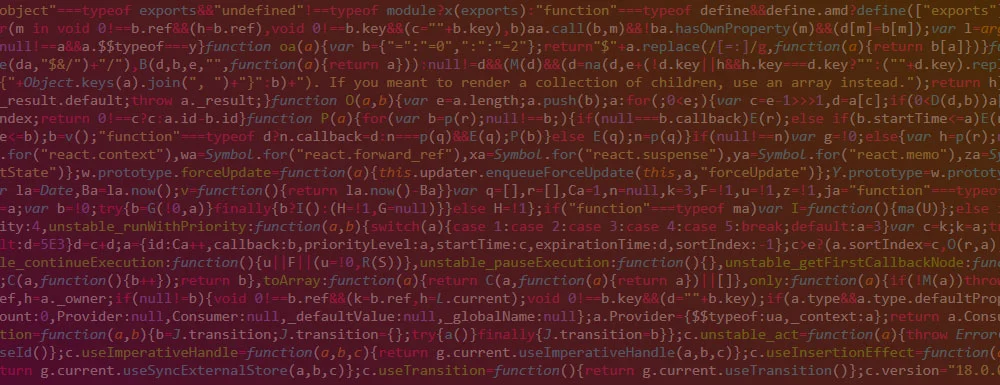 object"===typeof exports&&"undefined"!==typeof module?x(exports):"function"===typeof define&&define.amd?define(["exports"
r(m in void 0!==b.ref&&(h=b.ref),void 0!==b.key&&(c=""+b.key),b)aa.call(b,m)&&!ba.hasOwnProperty(m)&&(d[m]=b[m]);var l=arg
null!==a&&a.$$typeof===y}function oa(a){var b={"=":"=0",":":"=2"};return"$"+a.replace(/[=:]/g,function(a){return b[a]})}f
e(da,"$&/")+"/"),B(d,b,e,"",function(a){return a})):null!=d&&(M(d)&&(d=na(d,e+(!d.key||h&&h.key===d.key?"":(""+d.key).repl
{"+Object.keys(a).join(", ")+"}":b)+"). If you meant to render a collection of children, use an array instead.");return h
_result.default;throw a._result;}function O(a,b){var e=a.length;a.push(b);a:for(;0<e;){var c=e-1>>>1,d=a[c];if(0<D(d,b))a
ndex;return 0!==c?c:a.id-b.id}function P(a){for(var b=p(r);null!==b;){if(null===b.callback)E(r);else if(b.startTime<=a)E(
e<=b);b=v();"function"===typeof d?n.callback=d:n===p(q)&&E(q);P(b)}else E(q);n=p(q)}if(null!==n)var g=!0;else{var h=p(r);
.for("react.context"),wa=Symbol.for("react.forward_ref"),xa=Symbol.for("react.suspense"),ya=Symbol.for("react.memo"),za=S
tState")};w.prototype.forceUpdate=function(a){this.updater.enqueueForceUpdate(this,a,"forceUpdate")};Y.prototype=w.proto
r la=Date,Ba=la.now();v=function(){return la.now()-Ba}}var q=[],r=[],Ca=1,n=null,k=3,F=!1,u=!1,z=!1,ja="function"===typeo
=a;var b=!0;try{b=G(!0,a)}finally{b?I():(H=!1,G=null)}}else H=!1};if("function"===typeof ma)var I=function(){ma(U)};else
ity:4,unstable_runWithPriority:function(a,b){switch(a){case 1:case 2:case 3:case 4:case 5:break;default:a=3}var c=k;k=a;t
lt:d=5E3}d=c+d;a={id:Ca++,callback:b,priorityLevel:a,startTime:c,expirationTime:d,sortIndex:-1};c>e?(a.sortIndex=c,O(r,a)
le_continueExecution:function(){u||F||(u=!0,R(S))},unstable_pauseExecution:function(){},unstable_getFirstCallbackNode:fun
;C(a,function(){b++});return b},toArray:function(a){return C(a,function(a){return a})||[]},only:function(a){if(!M(a))thro
ef,h=a._owner;if(null!=b){void 0!==b.ref&&(k=b.ref,h=L.current);void 0!==b.key&&(d=""+b.key);if(a.type&&a.type.defaultPro
ount:0,Provider:null,Consumer:null,_defaultValue:null,_globalName:null};a.Provider={$$typeof:ua,_context:a};return a.Cons
tion=function(a,b){b=J.transition;J.transition={};try{a()}finally{J.transition=b}};c.unstable_act=function(a){throw Error
seId()};c.useImperativeHandle=function(a,b,c){return g.current.useImperativeHandle(a,b,c)};c.useInsertionEffect=function(a
return g.current.useSyncExternalStore(a,b,c)};c.useTransition=function(){return g.current.useTransition()};c.version="18.0.